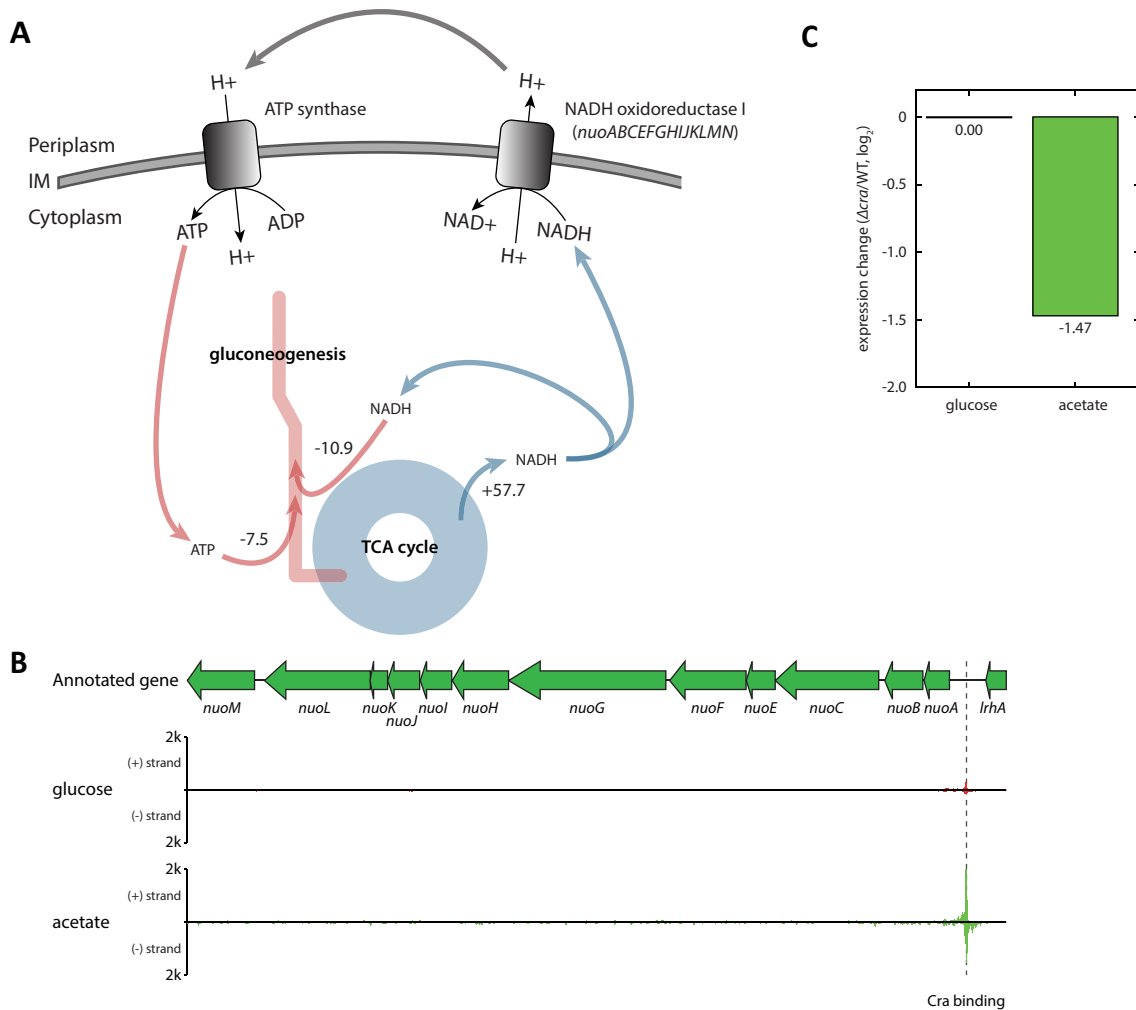 A
H+
ATP synthase
H+
NADH oxidoreductase I
(nuoABCEFGHIJKLMN)
Periplasm
IM
Cytoplasm
ATP
ADP
H+
NAD+
NADH
H+
gluconeogenesis
NADH
-10.9
NADH
+57.7
TCA cycle
ATP
-7.5
C
expression change (Δcra/WT, log2)
0
-0.5
-1.0
-1.5
-2.0
0.00
-1.47
glucose
acetate
B
Annotated gene
nuoM
nuoL
nuoK
nuoJ
nuoI
nuoH
nuoG
nuoF
nuoE
nuoC
nuoB
nuoA
lrhA
2k
(+) strand
glucose
(-) strand
2k
2k
(+) strand
acetate
(-) strand
2k
Cra binding